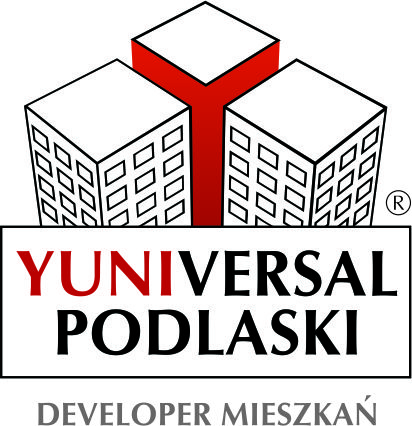 ®
YUNIVERSAL
PODLASKI
DEVELOPER MIESZKAŃ